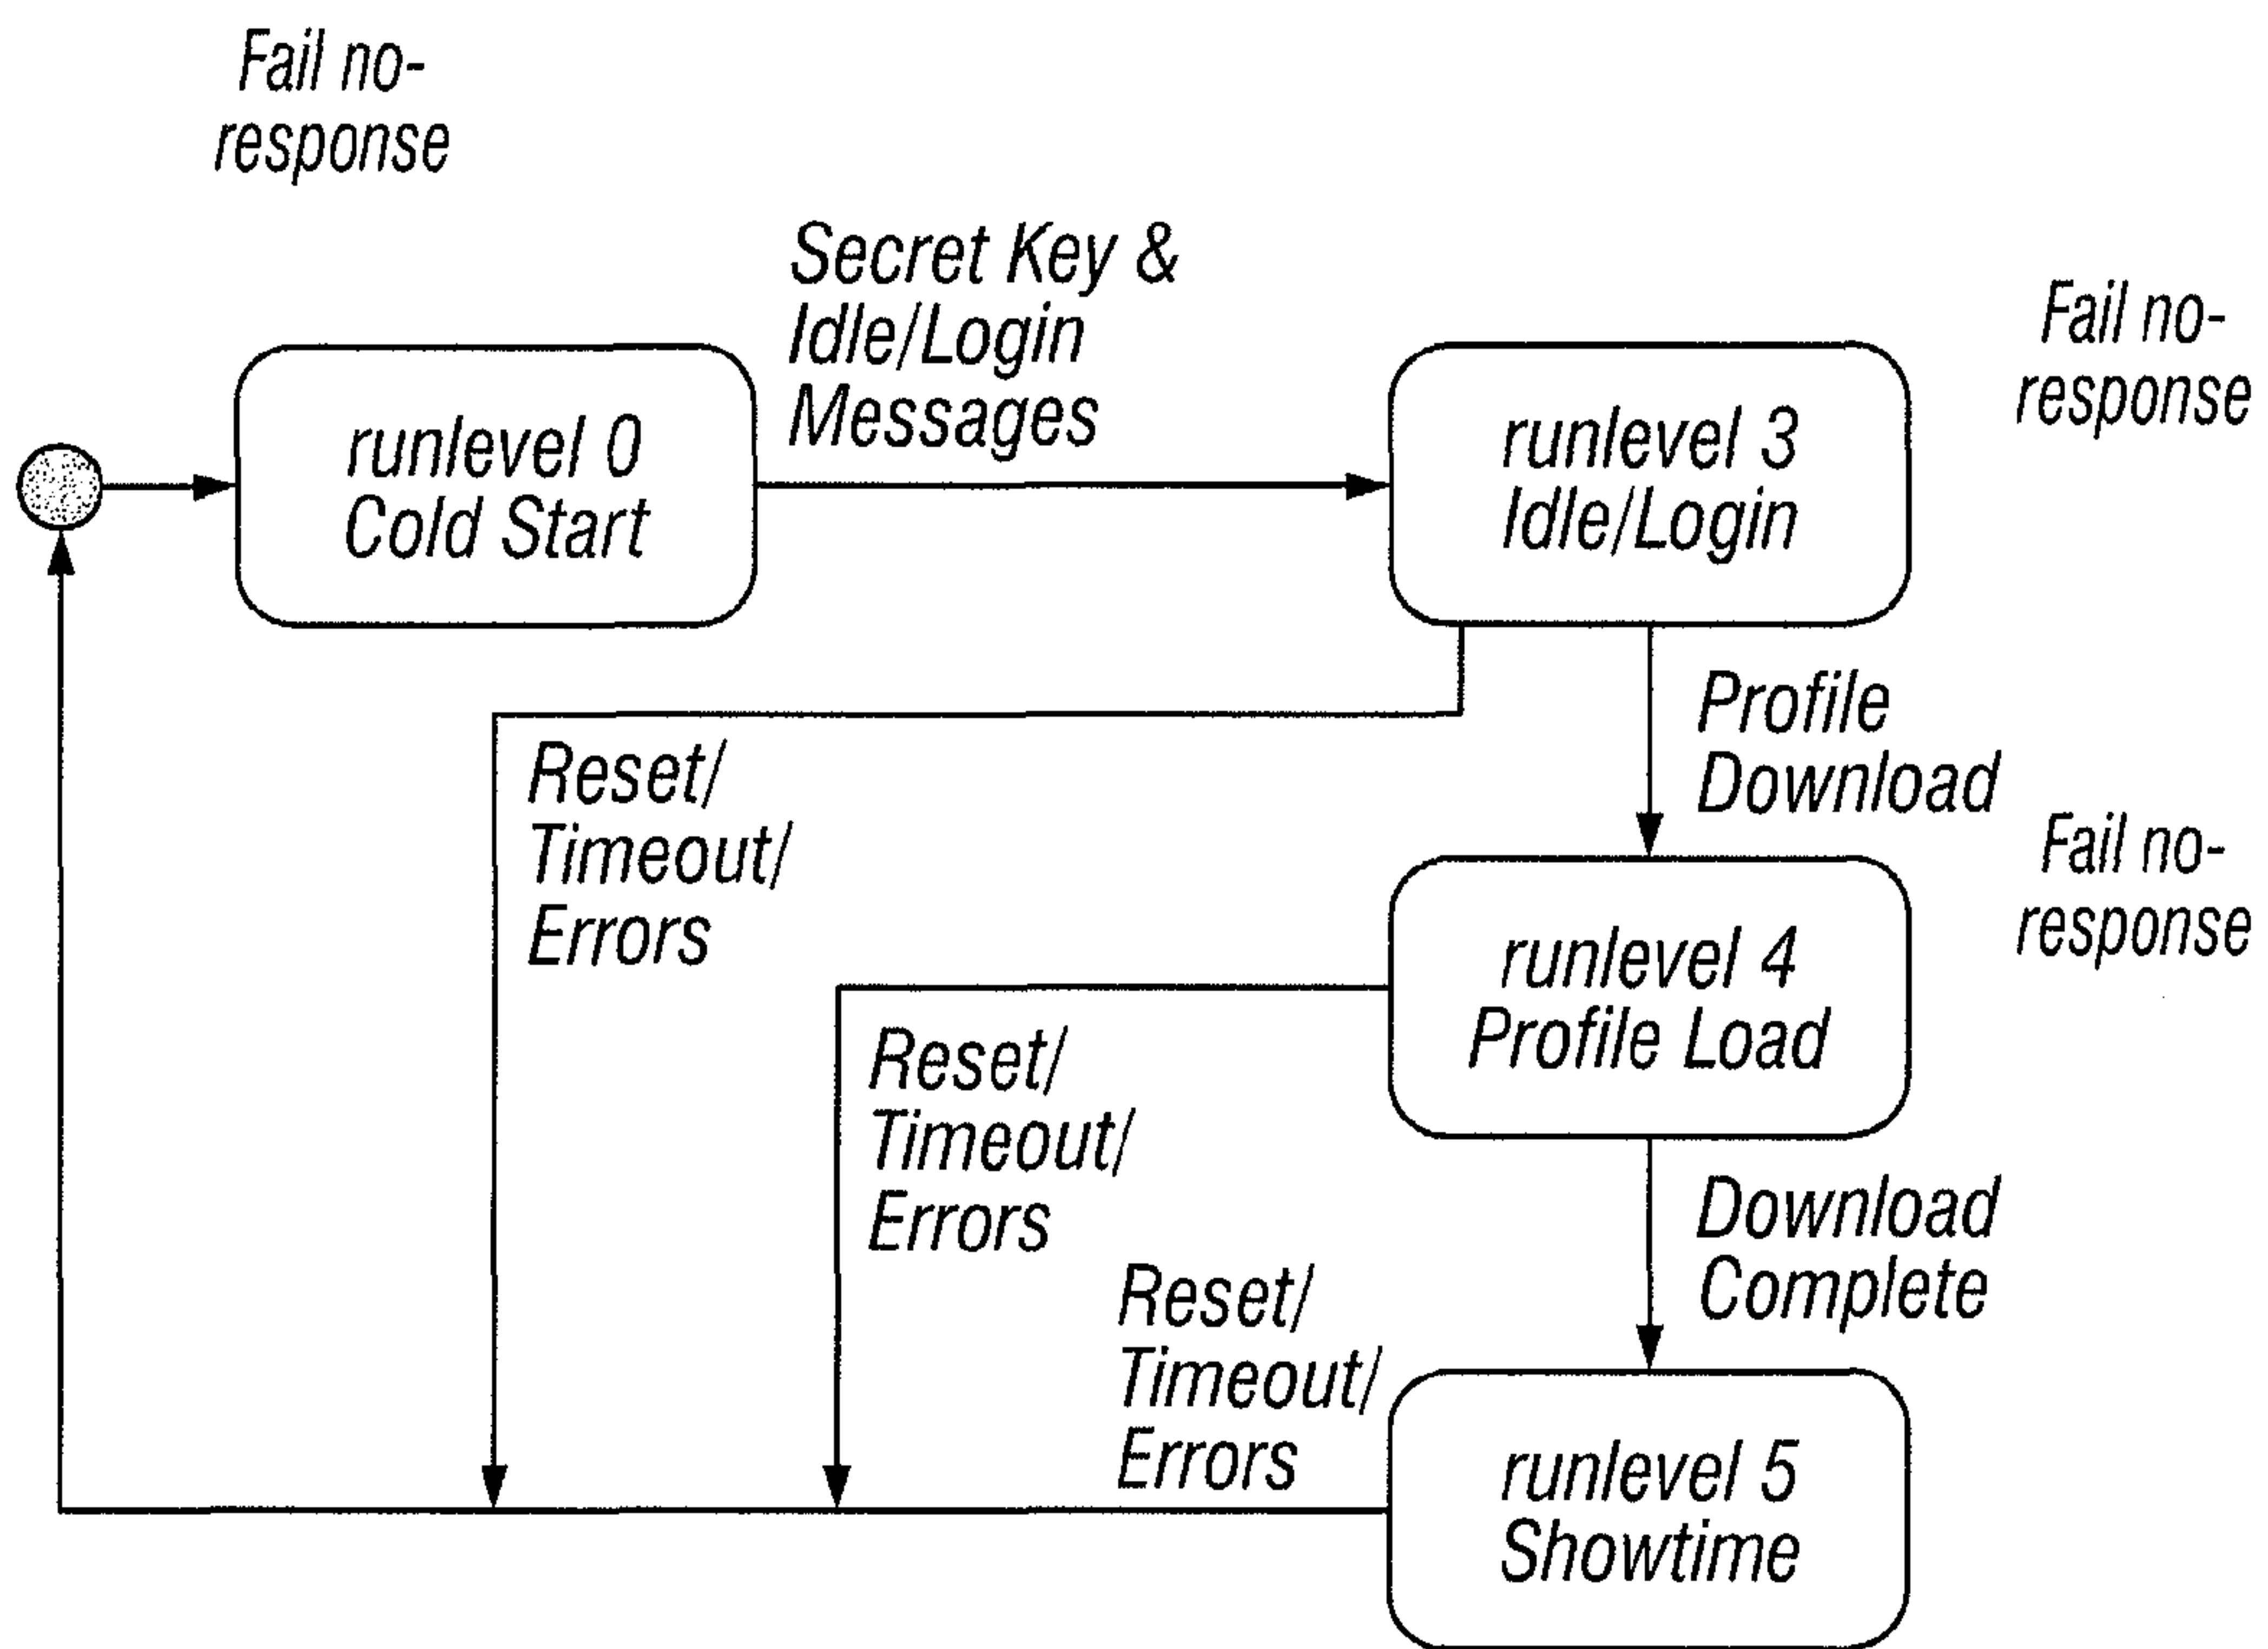 Fail no-
response
Secret Key &
Idle/Login
Messages
runlevel 0
Cold Start
runlevel 3
Idle/Login
Fail no-
response
Profile
Download
Reset/
Timeout/
Errors
Fail no-
response
runlevel 4
Profile Load
Reset/
Timeout/
Errors
Download
Complete
Reset/
Timeout/
Errors
runlevel 5
Showtime